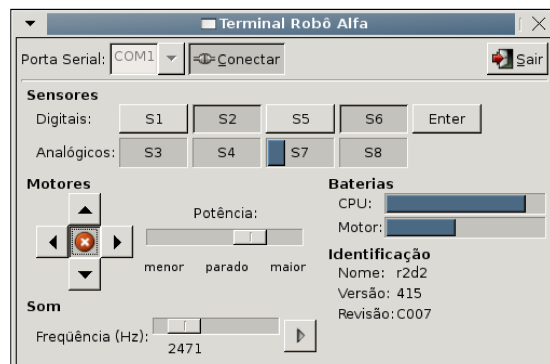 Terminal Robô Alfa
Porta Serial: COM1 Conectar Sair
Sensores
Digitais: S1 S2 S5 S6 Enter
Analógicos: S3 S4 S7 S8
Motores
Potência:
menor parado maior
Baterias
CPU:
Motor:
Identificação
Nome: r2d2
Versão: 415
Revisão: C007
Som
Freqüência (Hz):
2471